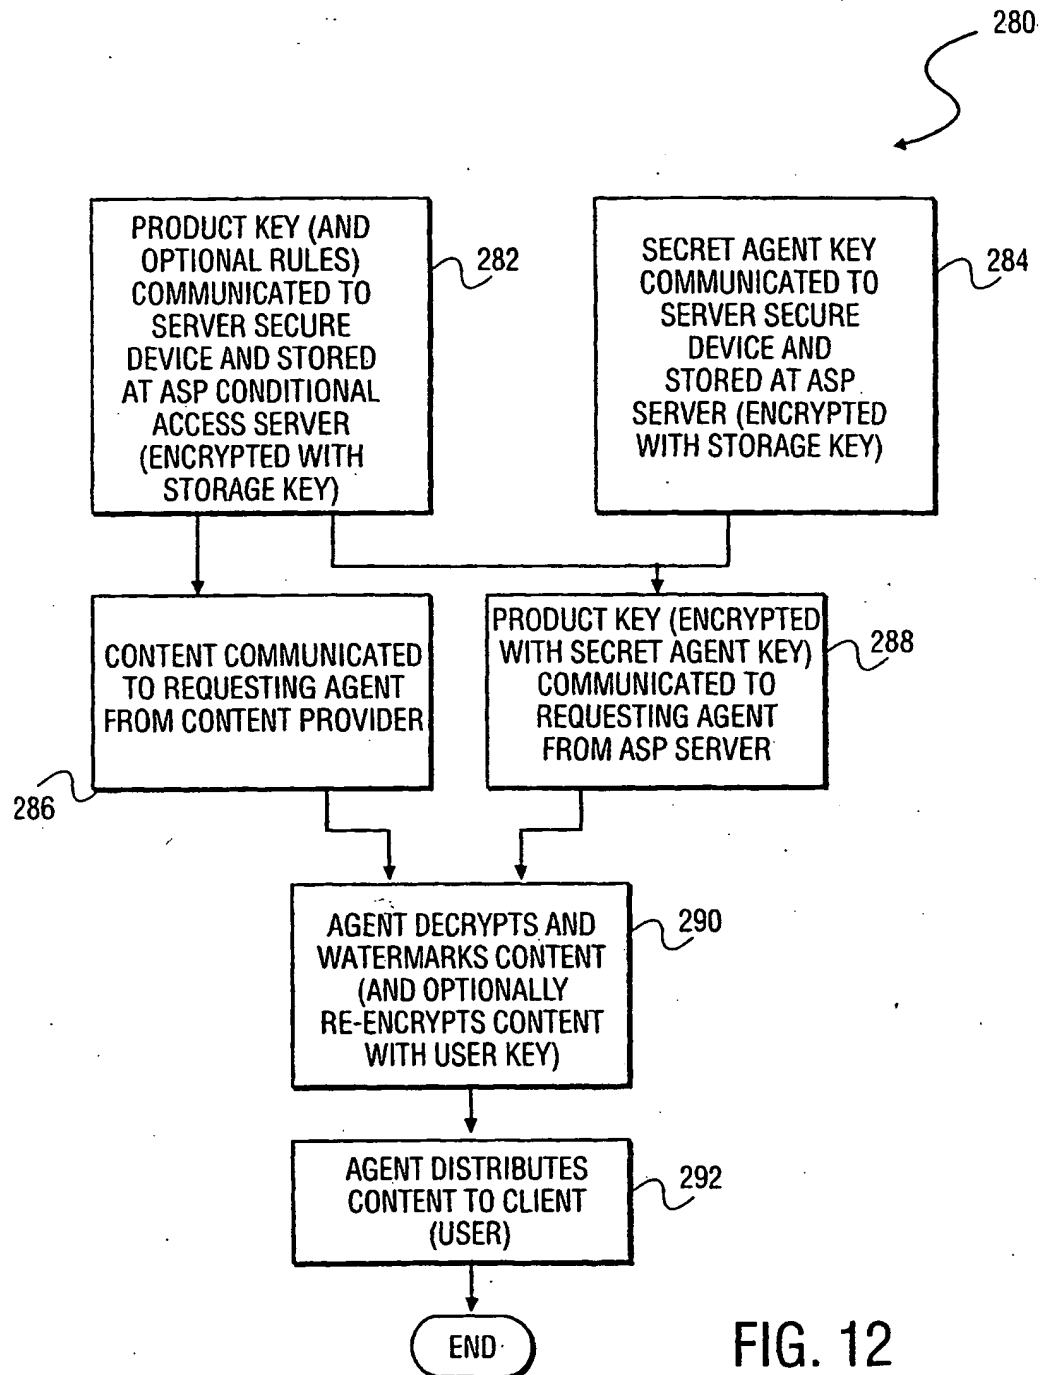 280
PRODUCT KEY (AND
OPTIONAL RULES)
COMMUNICATED TO
SERVER SECURE
DEVICE AND STORED
AT ASP CONDITIONAL
ACCESS SERVER
(ENCRYPTED WITH
STORAGE KEY)
282
SECRET AGENT KEY
COMMUNICATED TO
SERVER SECURE
DEVICE AND
STORED AT ASP
SERVER (ENCRYPTED
WITH STORAGE KEY)
284
CONTENT COMMUNICATED
TO REQUESTING AGENT
FROM CONTENT PROVIDER
286
PRODUCT KEY (ENCRYPTED
WITH SECRET AGENT KEY)
COMMUNICATED TO
REQUESTING AGENT
FROM ASP SERVER
288
AGENT DECRYPTS AND
WATERMARKS CONTENT
(AND OPTIONALLY
RE-ENCRYPTS CONTENT
WITH USER KEY)
290
AGENT DISTRIBUTES
CONTENT TO CLIENT
(USER)
292
END
FIG. 12